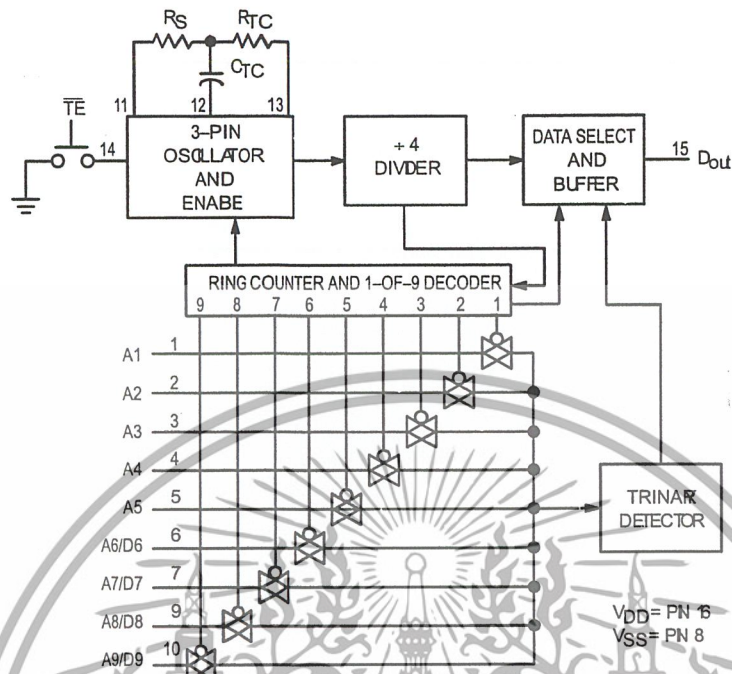 RS RTC
CTC
11 12 13
TE
14
3–PIN
OSCLLATOR
AND
ENABE
÷ 4
DIVDER
DATA SELECT
AND
BUFFER
15 Dout
RING COUNTER AND 1–OF–9 DECODER
9 8 7 6 5 4 3 2 1
A1 1
A2 2
A3 3
A4 4
A5 5
A6/D6 6
A7/D7 7
A8/D8 9
A9/D9 10
TRINARY
DETECTOR
VDD= PIN 16
VSS= PIN 8